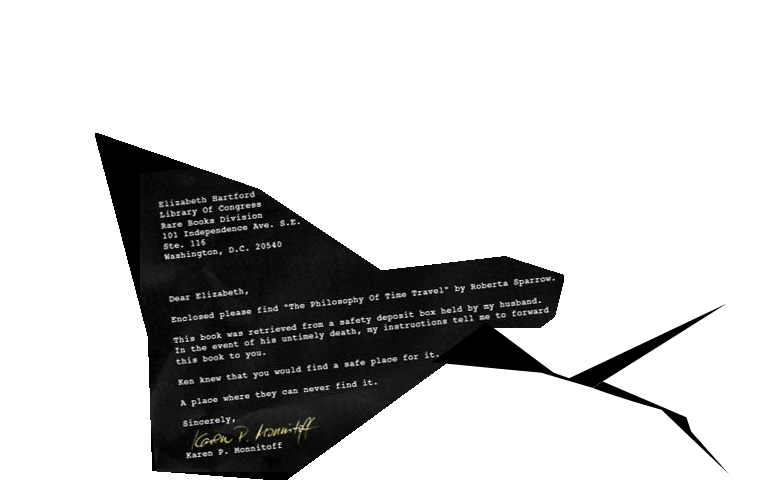 Elizabeth Hartford
Library Of Congress
Rare Books Division
101 Independence Ave. S.E.
Ste. 116
Washington, D.C. 20540
Dear Elizabeth,
Enclosed please find "The Philosophy Of Time Travel" by Roberta Sparrow.
This book was retrieved from a safety deposit box held by my husband.
In the event of his untimely death, my instructions tell me to forward
this book to you.
Ken knew that you would find a safe place for it.
A place where they can never find it.
Sincerely,
Karen P. Monnitoff
Karen P. Monnitoff